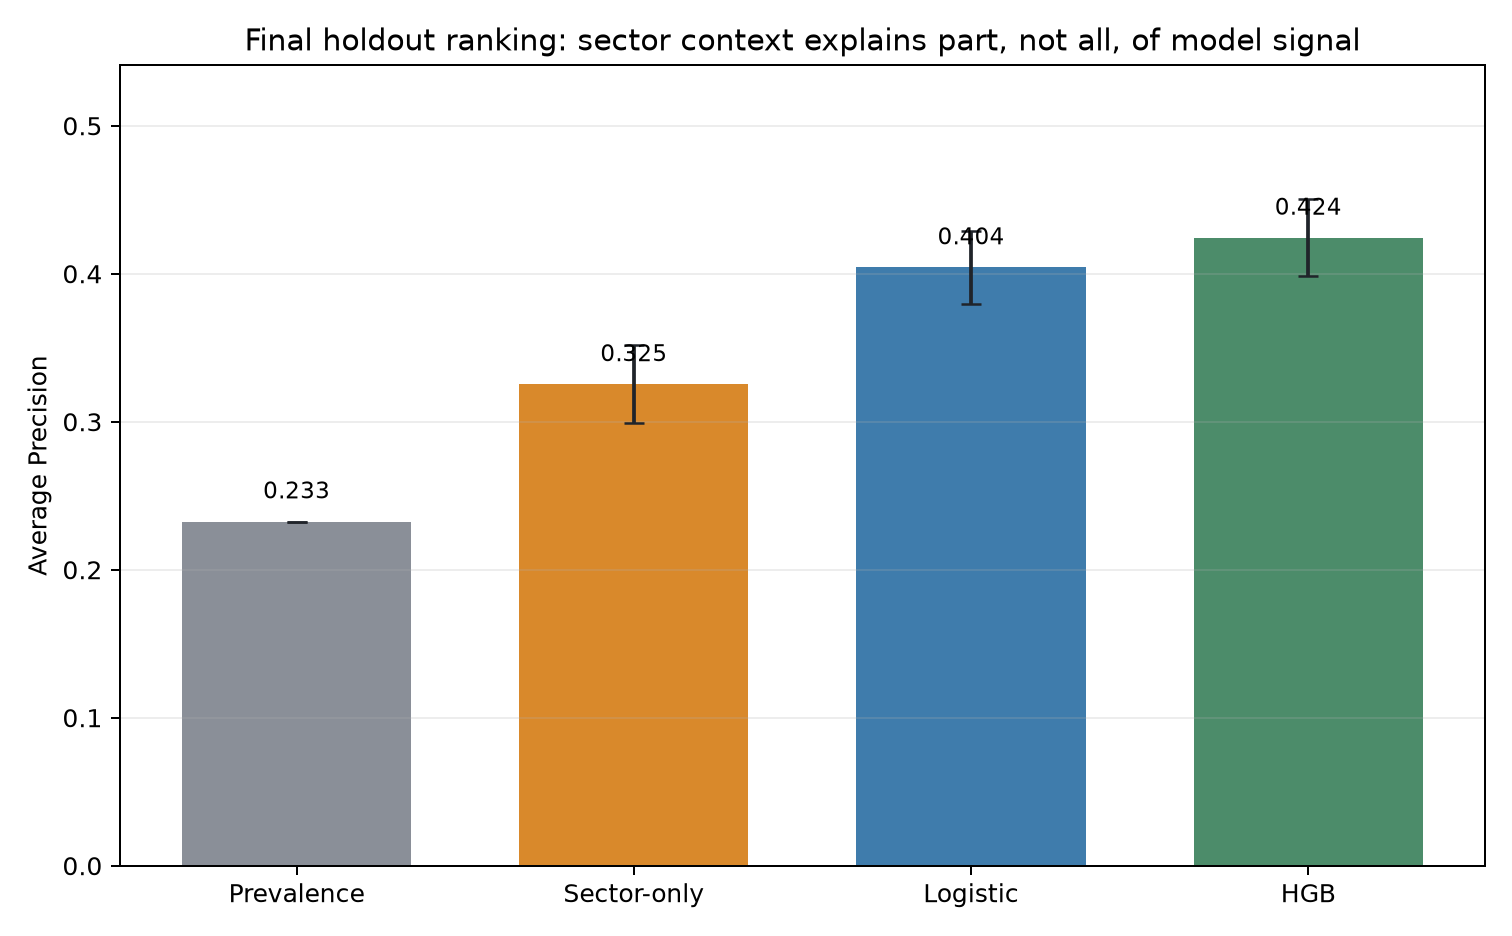 Final holdout ranking: sector context explains part, not all, of model signal
Average Precision
0.5
0.4
0.3
0.2
0.1
0.0
0.233
0.325
0.404
0.424
Prevalence
Sector-only
Logistic
HGB